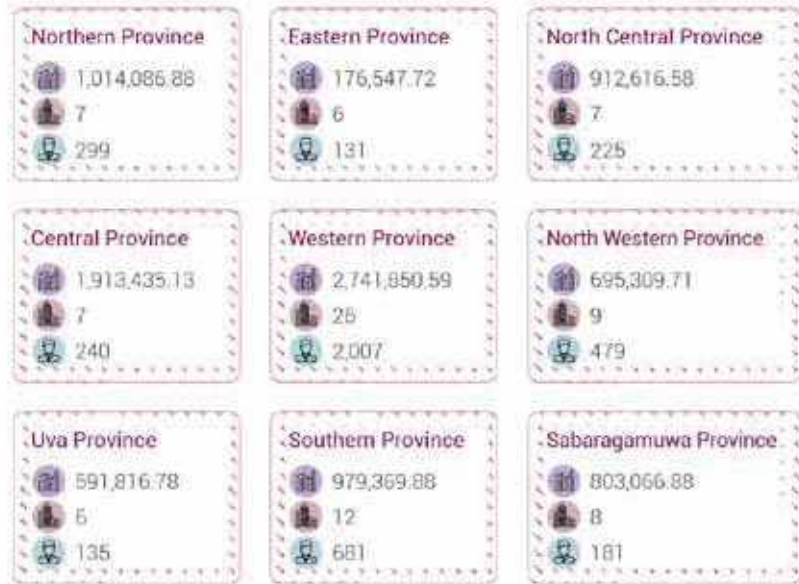 Northern Province
1,014,086.88
7
299
Eastern Province
176,547.72
6
131
North Central Province
912,616.58
7
225
Central Province
1,913,435.13
7
240
Western Province
2,741,850.59
2,007
North Western Province
695,309.71
9
479
Uva Province
591,816.78
135
Southern Province
979,369.88
12
681
Sabaragamuwa Province
803,066.88
8
181